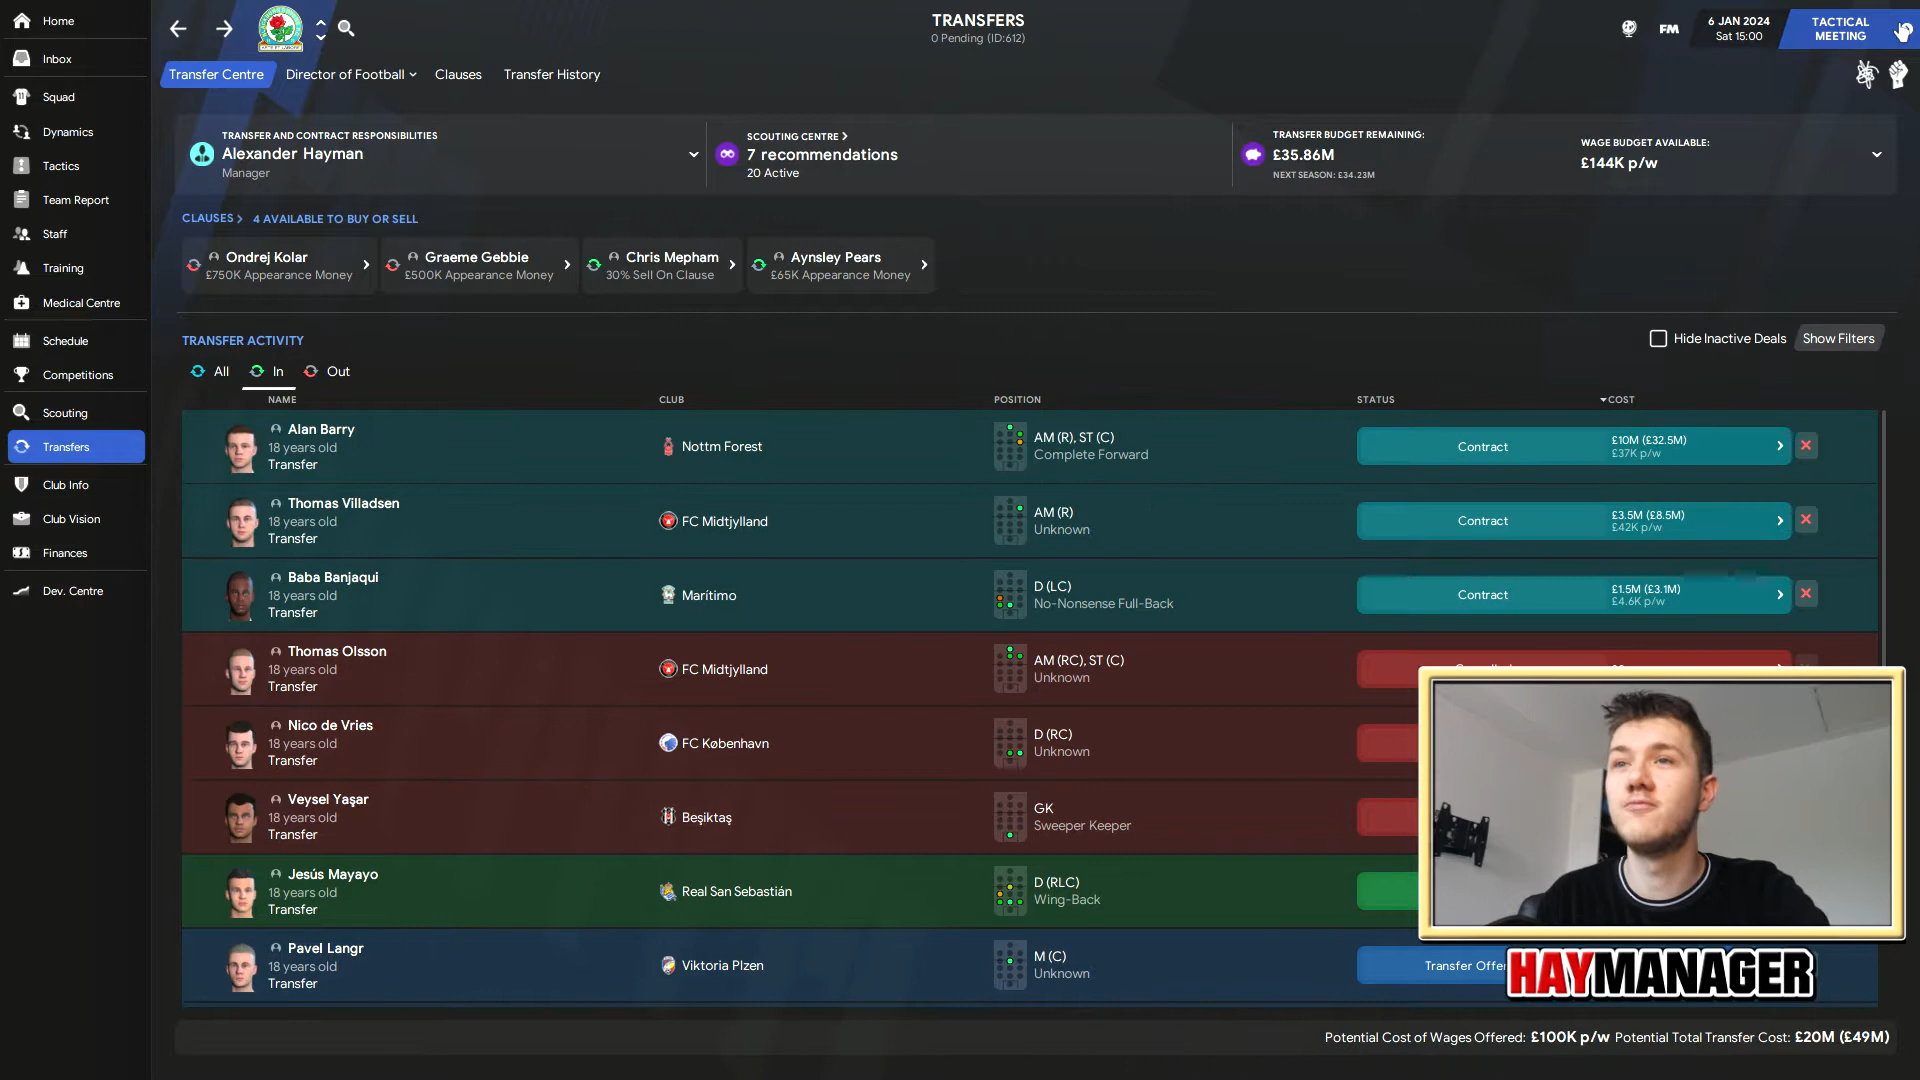 Home
Inbox
Squad
Dynamics
Tactics
Team Report
Staff
Training
Medical Centre
Schedule
Competitions
Scouting
Transfers
Club Info
Club Vision
Finances
Dev. Centre
TRANSFERS
0 Pending (ID:612)
FM
6 JAN 2024
Sat 15:00
TACTICAL
MEETING
Transfer Centre
Director of Football
Clauses
Transfer History
TRANSFER AND CONTRACT RESPONSIBILITIES
Alexander Hayman
Manager
SCOUTING CENTRE
7 recommendations
20 Active
TRANSFER BUDGET REMAINING:
£35.86M
NEXT SEASON: £34.23M
WAGE BUDGET AVAILABLE:
£144K p/w
CLAUSES 4 AVAILABLE TO BUY OR SELL
Ondrej Kolar
£750K Appearance Money
Graeme Gebbie
£500K Appearance Money
Chris Mepham
30% Sell On Clause
Aynsley Pears
£65K Appearance Money
TRANSFER ACTIVITY
Hide Inactive Deals
Show Filters
All
In
Out
NAME CLUB POSITION STATUS COST
Alan Barry
18 years old
Transfer
Nottm Forest
AM (R), ST (C)
Complete Forward
Contract
£10M (£32.5M)
£37K p/w
Thomas Villadsen
18 years old
Transfer
FC Midtjylland
AM (R)
Unknown
Contract
£3.5M (£8.5M)
£42K p/w
Baba Banjaqui
18 years old
Transfer
Marítimo
D (LC)
No-Nonsense Full-Back
Contract
£1.5M (£3.1M)
£4.6K p/w
Thomas Olsson
18 years old
Transfer
FC Midtjylland
AM (RC), ST (C)
Unknown
Nico de Vries
18 years old
Transfer
FC København
D (RC)
Unknown
Veysel Yaşar
18 years old
Transfer
Beşiktaş
GK
Sweeper Keeper
Jesús Mayayo
18 years old
Transfer
Real San Sebastián
D (RLC)
Wing-Back
Pavel Langr
18 years old
Transfer
Viktoria Plzen
M (C)
Unknown
Transfer Offe
HAYMANAGER
Potential Cost of Wages Offered: £100K p/w Potential Total Transfer Cost: £20M (£49M)